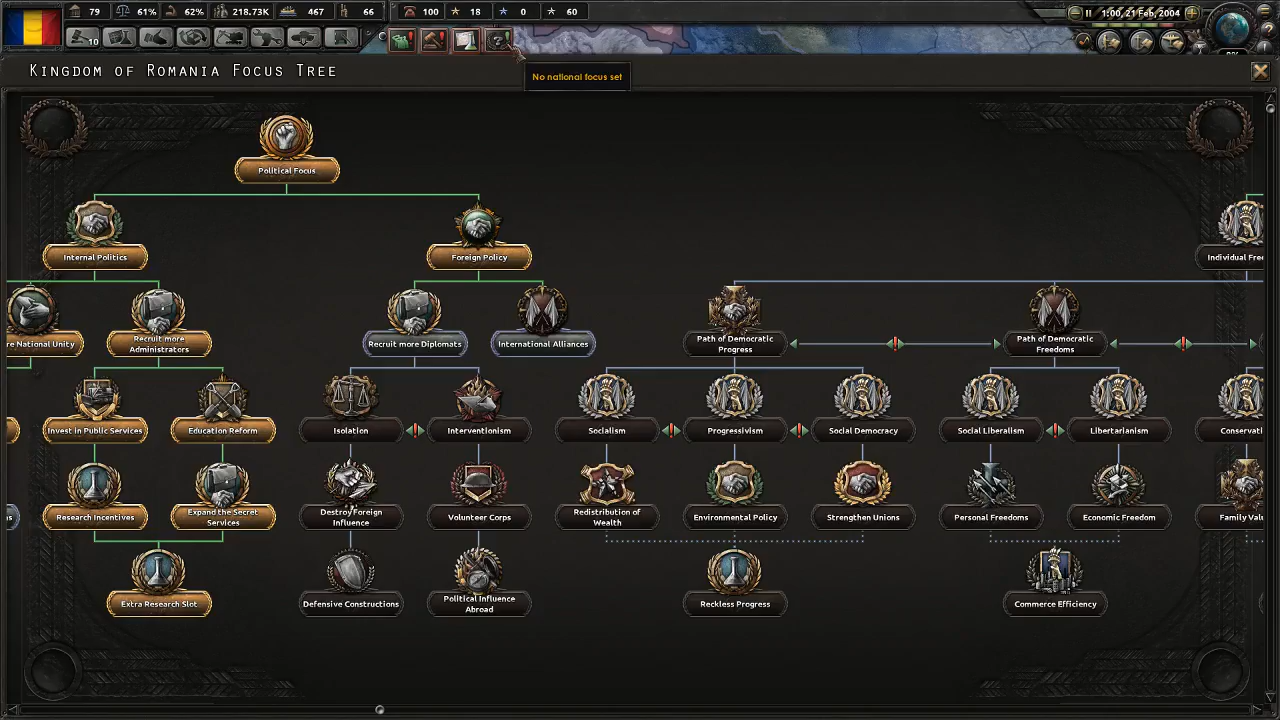 79 61% 62% 218.73K 467 66 100 18 0 60
1:00, 21 Feb, 2004
10
Kingdom of Romania Focus Tree
No national focus set
Political Focus
Internal Politics
Foreign Policy
Individual Free
re National Unity
Recruit more
Administrators
Recruit more Diplomats
International Alliances
Path of Democratic
Progress
Path of Democratic
Freedoms
Invest in Public Services
Education Reform
Isolation
Interventionism
Socialism
Progressivism
Social Democracy
Social Liberalism
Libertarianism
Conservati
Research Incentives
Expand the Secret
Services
Destroy Foreign
Influence
Volunteer Corps
Redistribution of
Wealth
Environmental Policy
Strengthen Unions
Personal Freedoms
Economic Freedom
Family Valu
Extra Research Slot
Defensive Constructions
Political Influence
Abroad
Reckless Progress
Commerce Efficiency